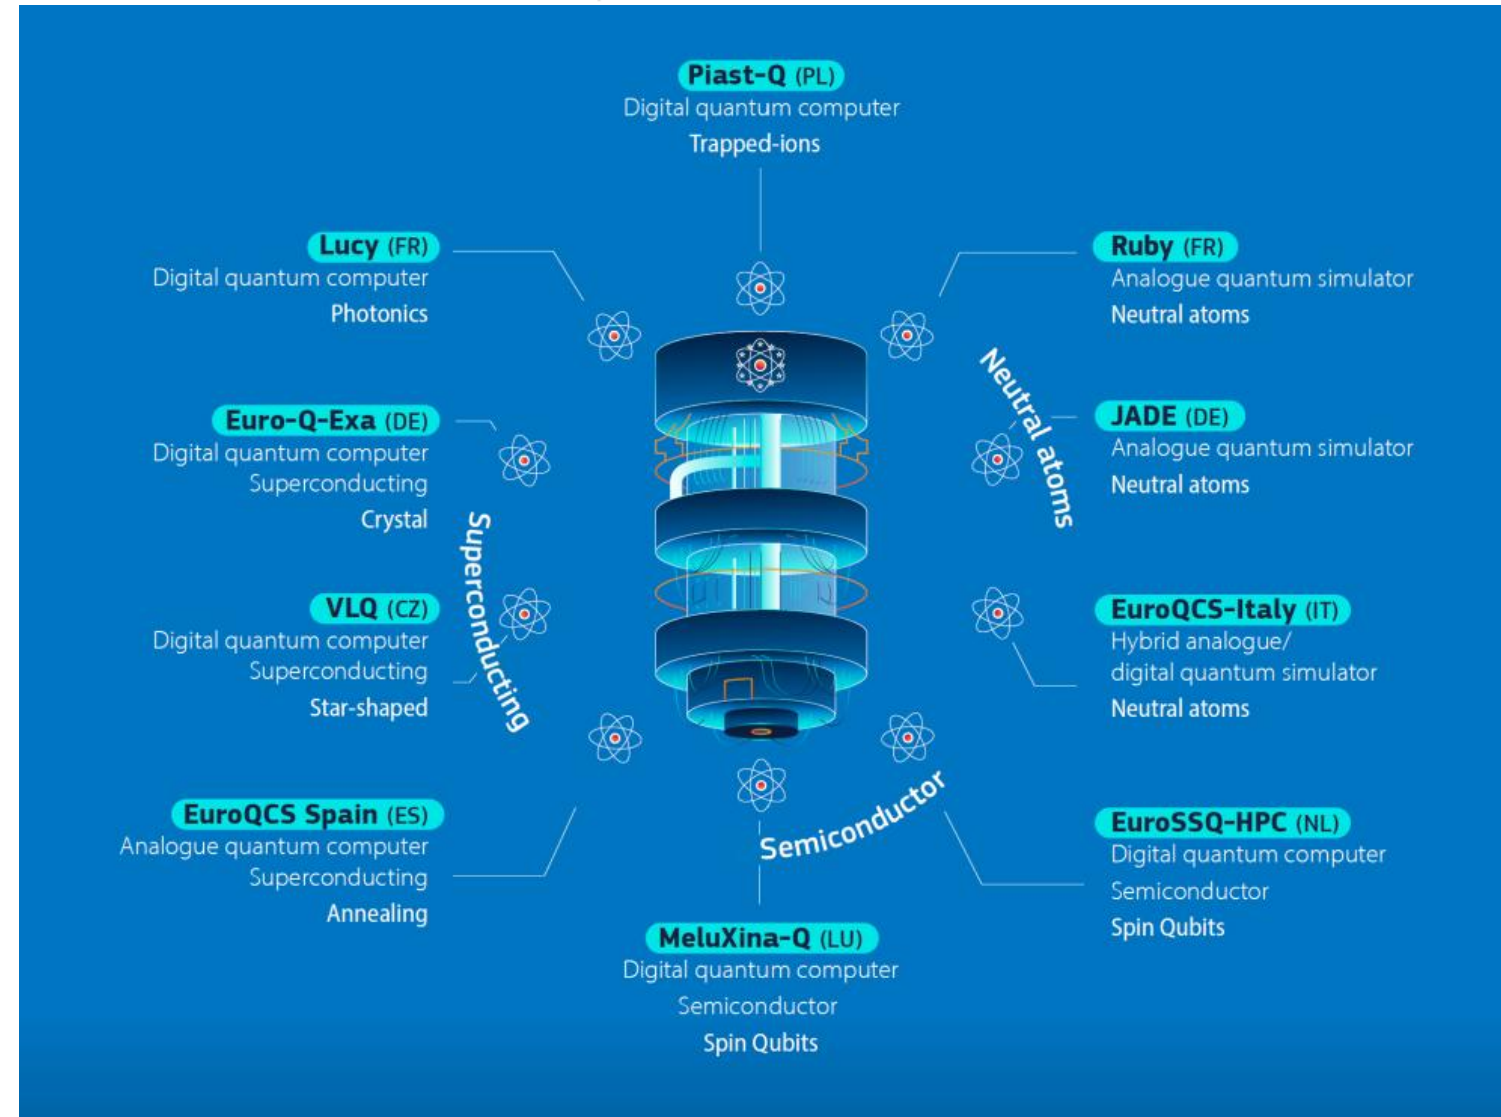 Piast-Q (PL)
Digital quantum computer
Trapped-ions
Lucy (FR)
Digital quantum computer
Photonics
Ruby (FR)
Analogue quantum simulator
Neutral atoms
Euro-Q-Exa (DE)
Digital quantum computer
Superconducting
Crystal
JADE (DE)
Analogue quantum simulator
Neutral atoms
Neutral atoms
Superconducting
VLQ (CZ)
Digital quantum computer
Superconducting
Star-shaped
EuroQCS-Italy (IT)
Hybrid analogue/
digital quantum simulator
Neutral atoms
EuroQCS Spain (ES)
Analogue quantum computer
Superconducting
Annealing
Semiconductor
EuroSSQ-HPC (NL)
Digital quantum computer
Semiconductor
Spin Qubits
MeluXina-Q (LU)
Digital quantum computer
Semiconductor
Spin Qubits